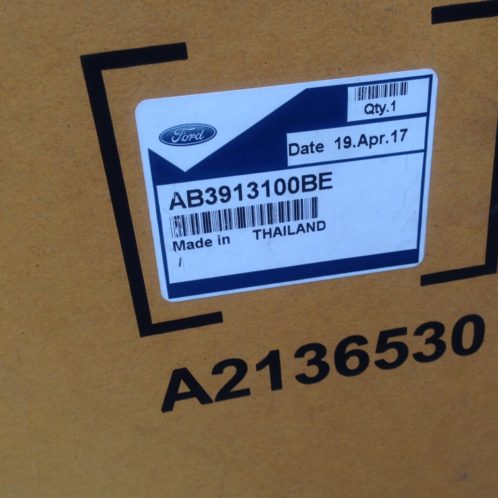 Ford
Qty.1
Date 19.Apr.17
AB3913100BE
Made in THAILAND
/
A2136530